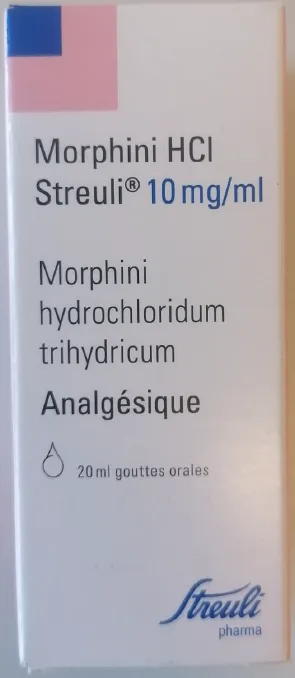 Morphini HCl
Streuli® 10 mg/ml
Morphini
hydrochloridum
trihydricum
Analgésique
20 ml gouttes orales
Streuli
pharma